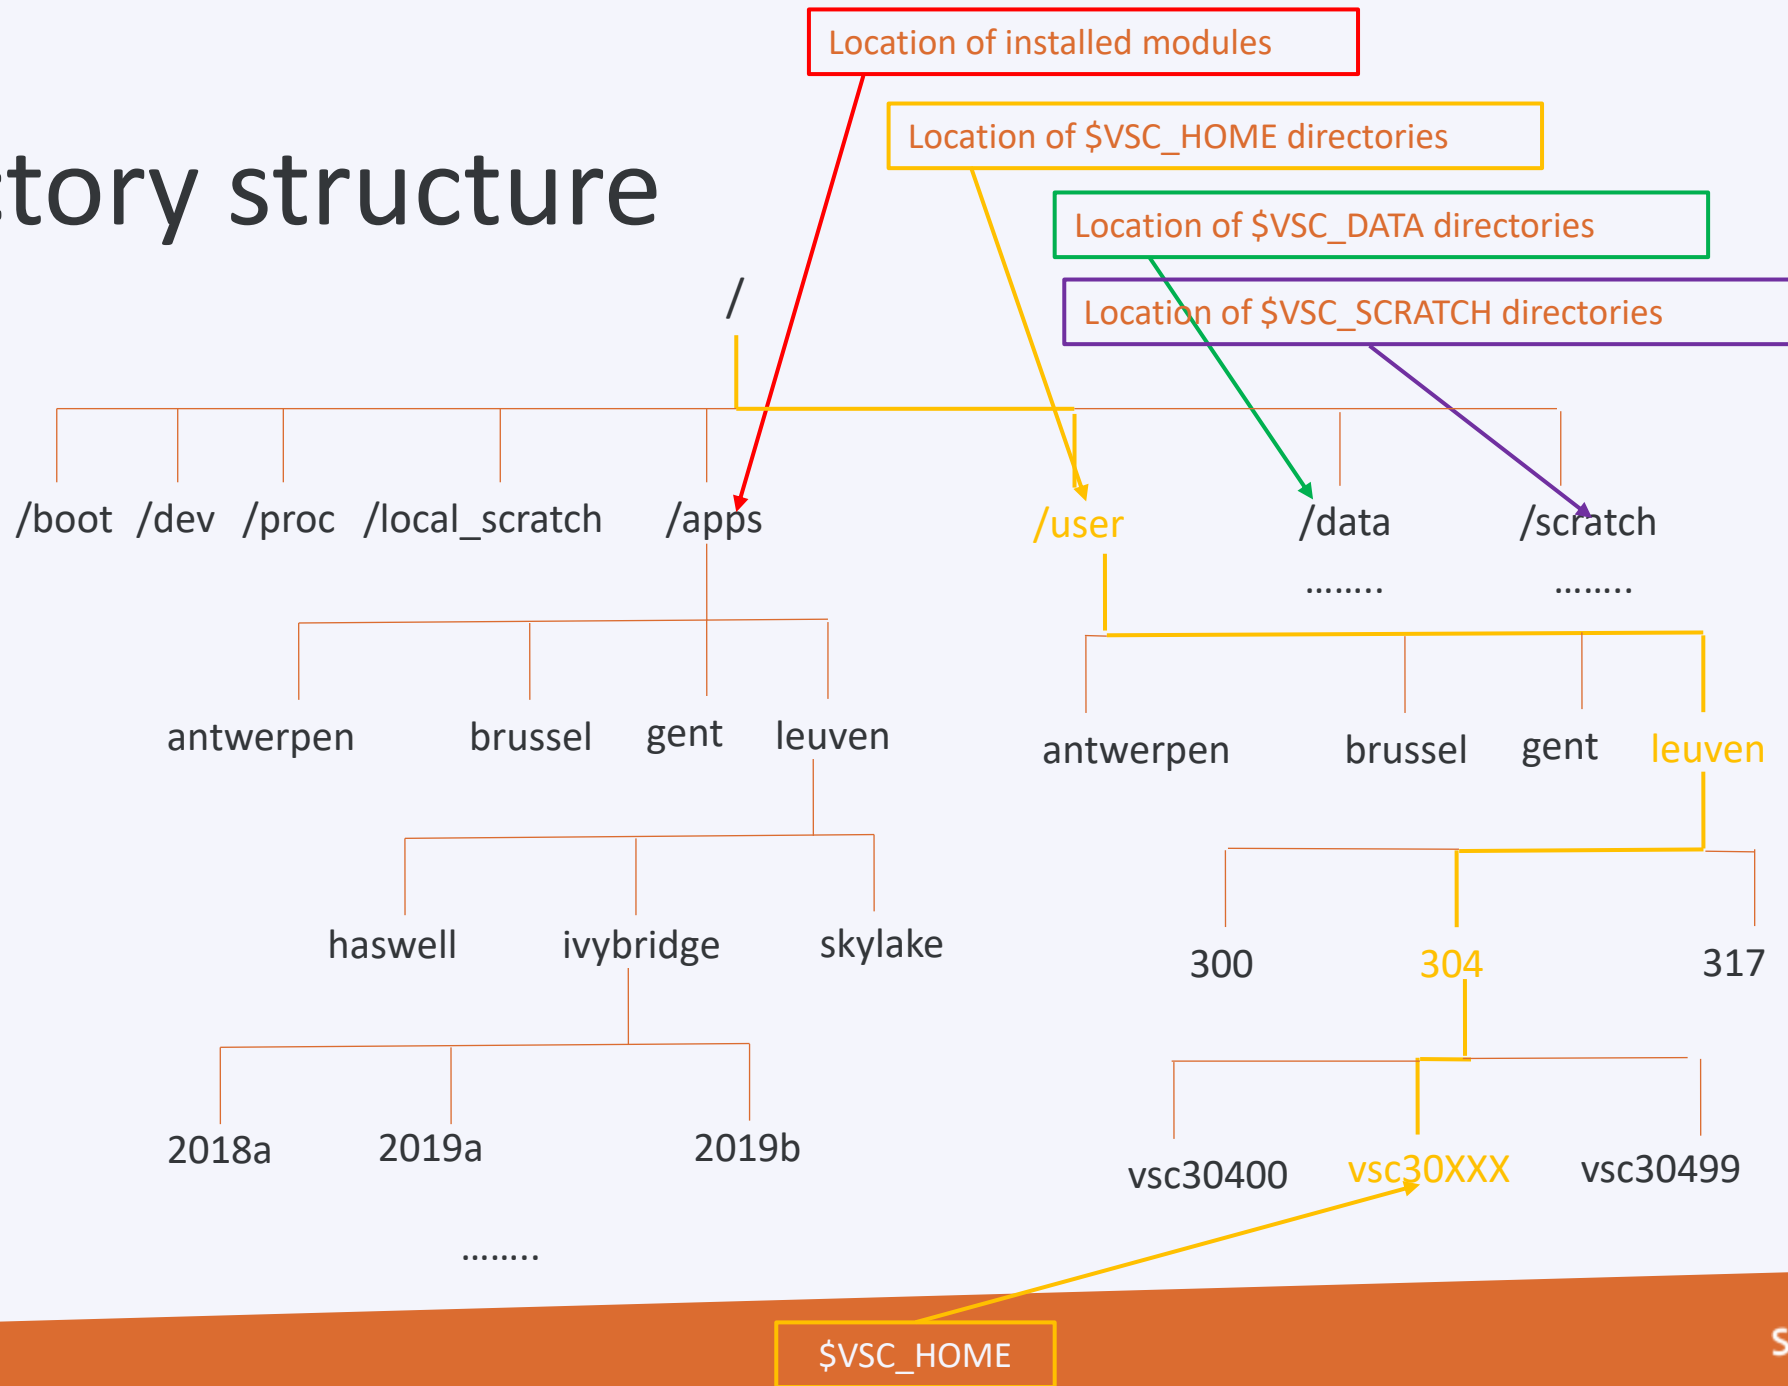 Location of installed modules
Location of $VSC_HOME directories
ctory structure
Location of $VSC_DATA directories
/
Location of $VSC_SCRATCH directories
/boot /dev /proc /local_scratch /apps /user /data /scratch
........ ........
antwerpen brussel gent leuven antwerpen brussel gent leuven
haswell ivybridge skylake 300 304 317
2018a 2019a 2019b vsc30400 vsc30XXX vsc30499
........
$VSC_HOME
S